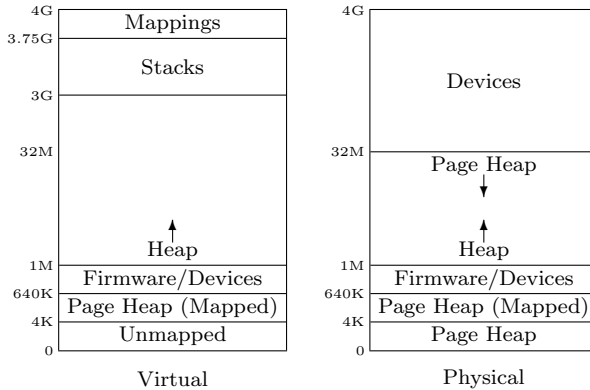 4G
Mappings
3.75G
Stacks
3G
32M
Heap
1M
Firmware/Devices
640K
Page Heap (Mapped)
4K
Unmapped
0
Virtual
4G
Devices
32M
Page Heap
Heap
1M
Firmware/Devices
640K
Page Heap (Mapped)
4K
Page Heap
0
Physical